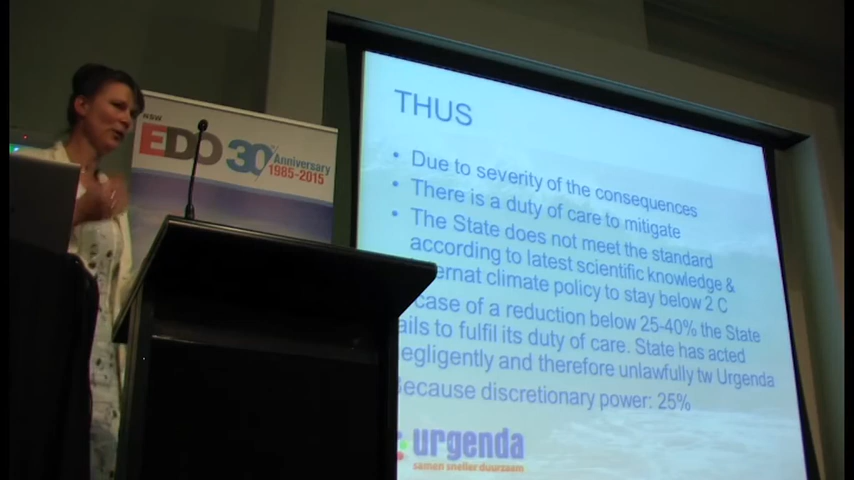 NSW
EDO 30
Anniversary
1985-2015
THUS
• Due to severity of the consequences
• There is a duty of care to mitigate
• The State does not meet the standard
according to latest scientific knowledge &
ernat climate policy to stay below 2 C
case of a reduction below 25-40% the State
ails to fulfil its duty of care. State has acted
egligently and therefore unlawfully tw Urgenda
Because discretionary power: 25%
urgenda
samen sneller duurzaam